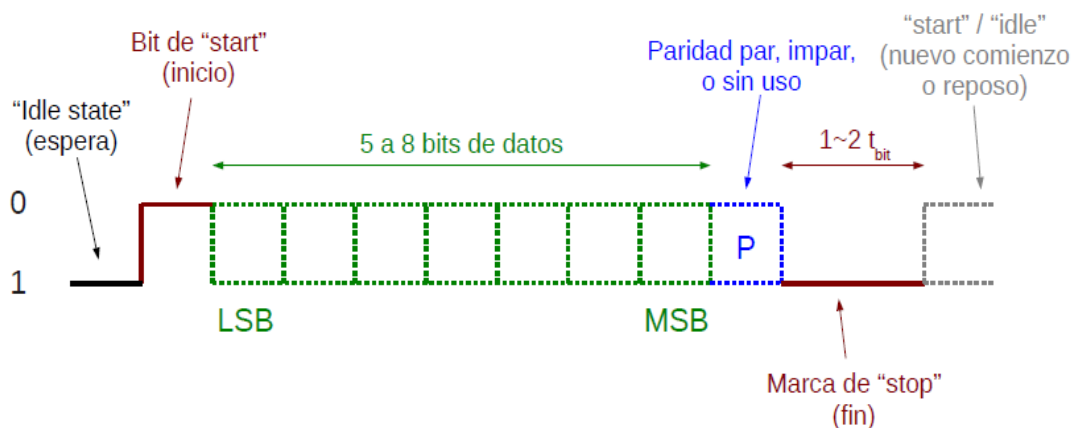 Bit de “start”
(inicio)
“Idle state”
(espera)
5 a 8 bits de datos
Paridad par, impar,
o sin uso
1~2 tbit
“start” / “idle”
(nuevo comienzo
o reposo)
0
1
P
LSB
MSB
Marca de “stop”
(fin)